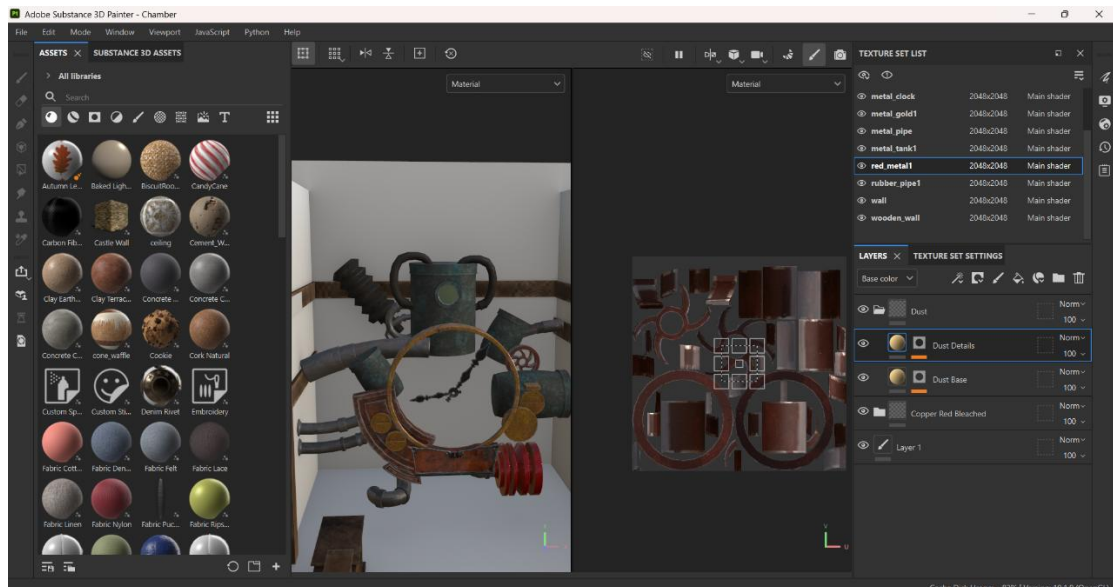 Adobe Substance 3D Painter - Chamber
File Edit Mode Window Viewport JavaScript Python Help
ASSETS SUBSTANCE 3D ASSETS
All libraries
Search
Autumn Le... Baked Ligh... BiscuitRoo... CandyCane
Carbon Fib... Castle Wall ceiling Cement_W...
Clay Earth... Clay Terrac... Concrete ... Concrete C...
Concrete C... cone_waffle Cookie Cork Natural
Custom Sp... Custom Sti... Denim Rivet Embroidery
Fabric Cott... Fabric Den... Fabric Felt Fabric Lace
Fabric Linen Fabric Nylon Fabric Puc... Fabric Rips...
Material
Material
TEXTURE SET LIST
metal_clock 2048x2048 Main shader
metal_gold1 2048x2048 Main shader
metal_pipe 2048x2048 Main shader
metal_tank1 2048x2048 Main shader
red_metal1 2048x2048 Main shader
rubber_pipe1 2048x2048 Main shader
wall 2048x2048 Main shader
wooden_wall 2048x2048 Main shader
LAYERS TEXTURE SET SETTINGS
Base color
Dust Norm
100
Dust Details Norm
100
Dust Base Norm
100
Copper Red Bleached Norm
100
Layer 1 Norm
100